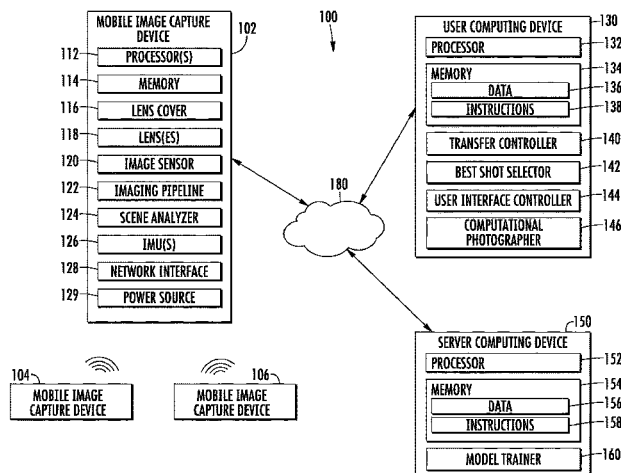 MOBILE IMAGE CAPTURE
DEVICE
102
112
PROCESSOR(S)
114
MEMORY
116
LENS COVER
118
LENS(ES)
120
IMAGE SENSOR
122
IMAGING PIPELINE
124
SCENE ANALYZER
126
IMU(S)
128
NETWORK INTERFACE
129
POWER SOURCE
100
180
USER COMPUTING DEVICE
130
PROCESSOR
132
MEMORY
134
DATA
136
INSTRUCTIONS
138
TRANSFER CONTROLLER
140
BEST SHOT SELECTOR
142
USER INTERFACE CONTROLLER
144
COMPUTATIONAL
PHOTOGRAPHER
146
104
MOBILE IMAGE
CAPTURE DEVICE
106
MOBILE IMAGE
CAPTURE DEVICE
150
SERVER COMPUTING DEVICE
PROCESSOR
152
MEMORY
154
DATA
156
INSTRUCTIONS
158
MODEL TRAINER
160